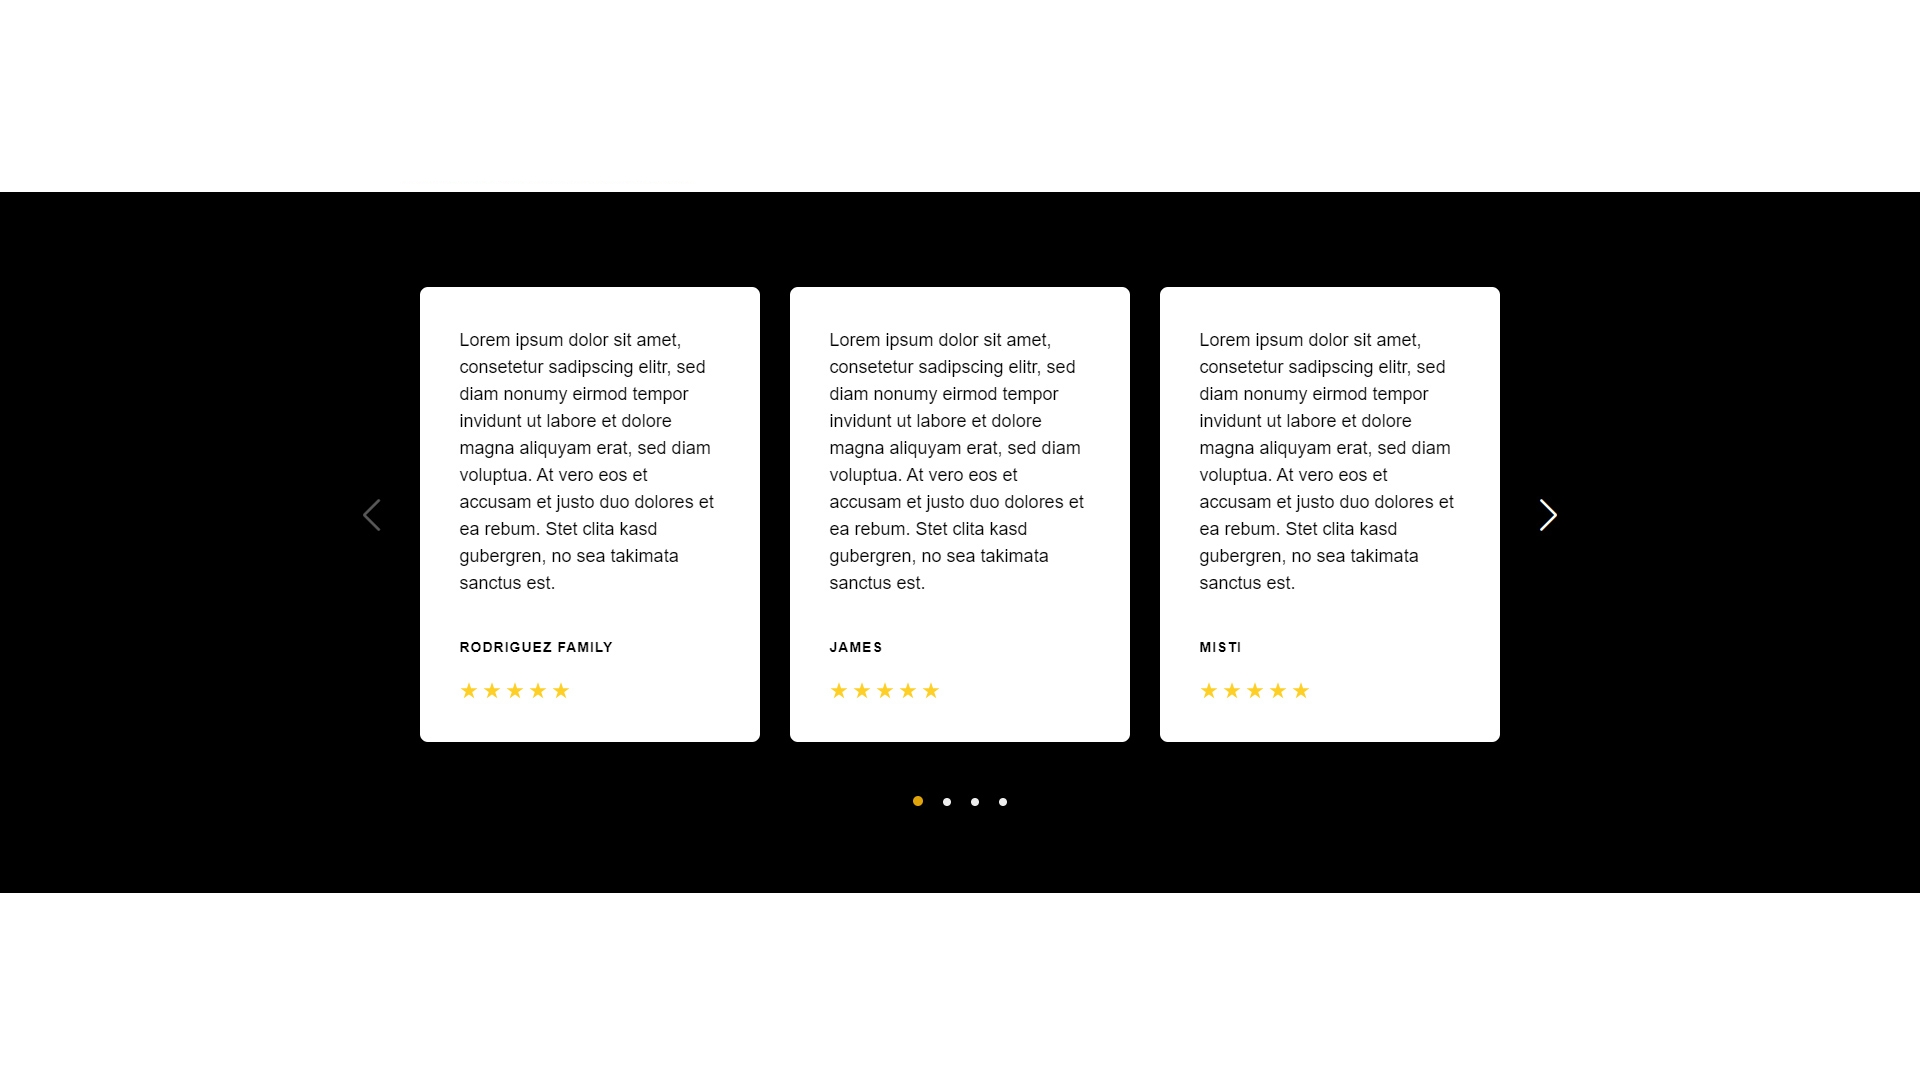 Lorem ipsum dolor sit amet,
consetetur sadipscing elitr, sed
diam nonumy eirmod tempor
invidunt ut labore et dolore
magna aliquyam erat, sed diam
voluptua. At vero eos et
accusam et justo duo dolores et
ea rebum. Stet clita kasd
gubergren, no sea takimata
sanctus est.
RODRIGUEZ FAMILY
Lorem ipsum dolor sit amet,
consetetur sadipscing elitr, sed
diam nonumy eirmod tempor
invidunt ut labore et dolore
magna aliquyam erat, sed diam
voluptua. At vero eos et
accusam et justo duo dolores et
ea rebum. Stet clita kasd
gubergren, no sea takimata
sanctus est.
JAMES
Lorem ipsum dolor sit amet,
consetetur sadipscing elitr, sed
diam nonumy eirmod tempor
invidunt ut labore et dolore
magna aliquyam erat, sed diam
voluptua. At vero eos et
accusam et justo duo dolores et
ea rebum. Stet clita kasd
gubergren, no sea takimata
sanctus est.
MISTI